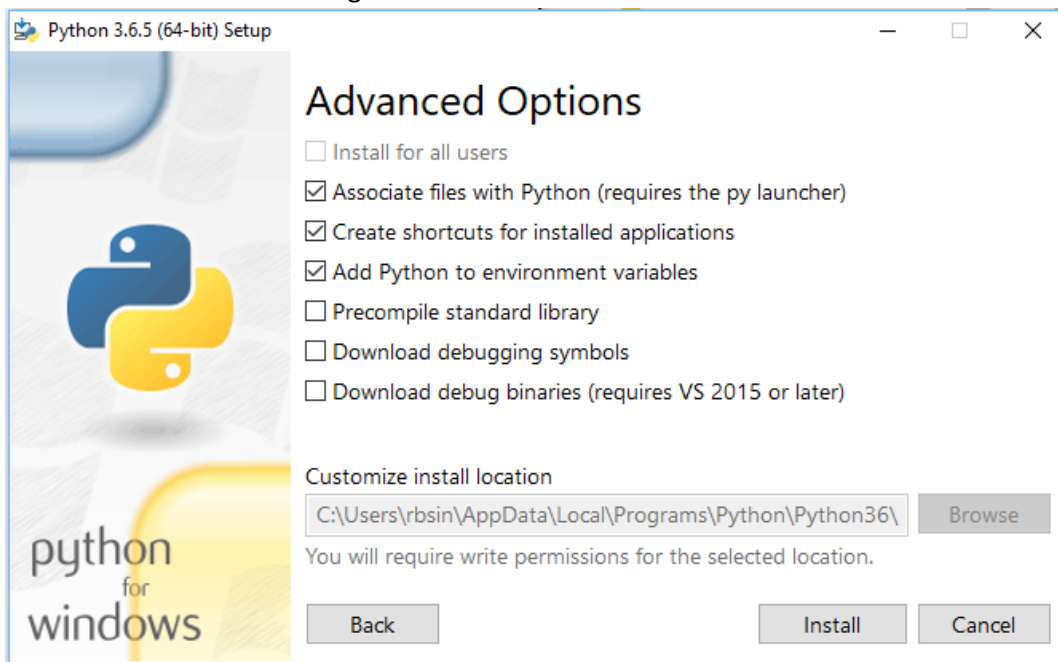 Python 3.6.5 (64-bit) Setup
Advanced Options
Install for all users
Associate files with Python (requires the py launcher)
Create shortcuts for installed applications
Add Python to environment variables
Precompile standard library
Download debugging symbols
Download debug binaries (requires VS 2015 or later)
Customize install location
C:\Users\rbsin\AppData\Local\Programs\Python\Python36\
Browse
You will require write permissions for the selected location.
python
for
windows
Back
Install
Cancel